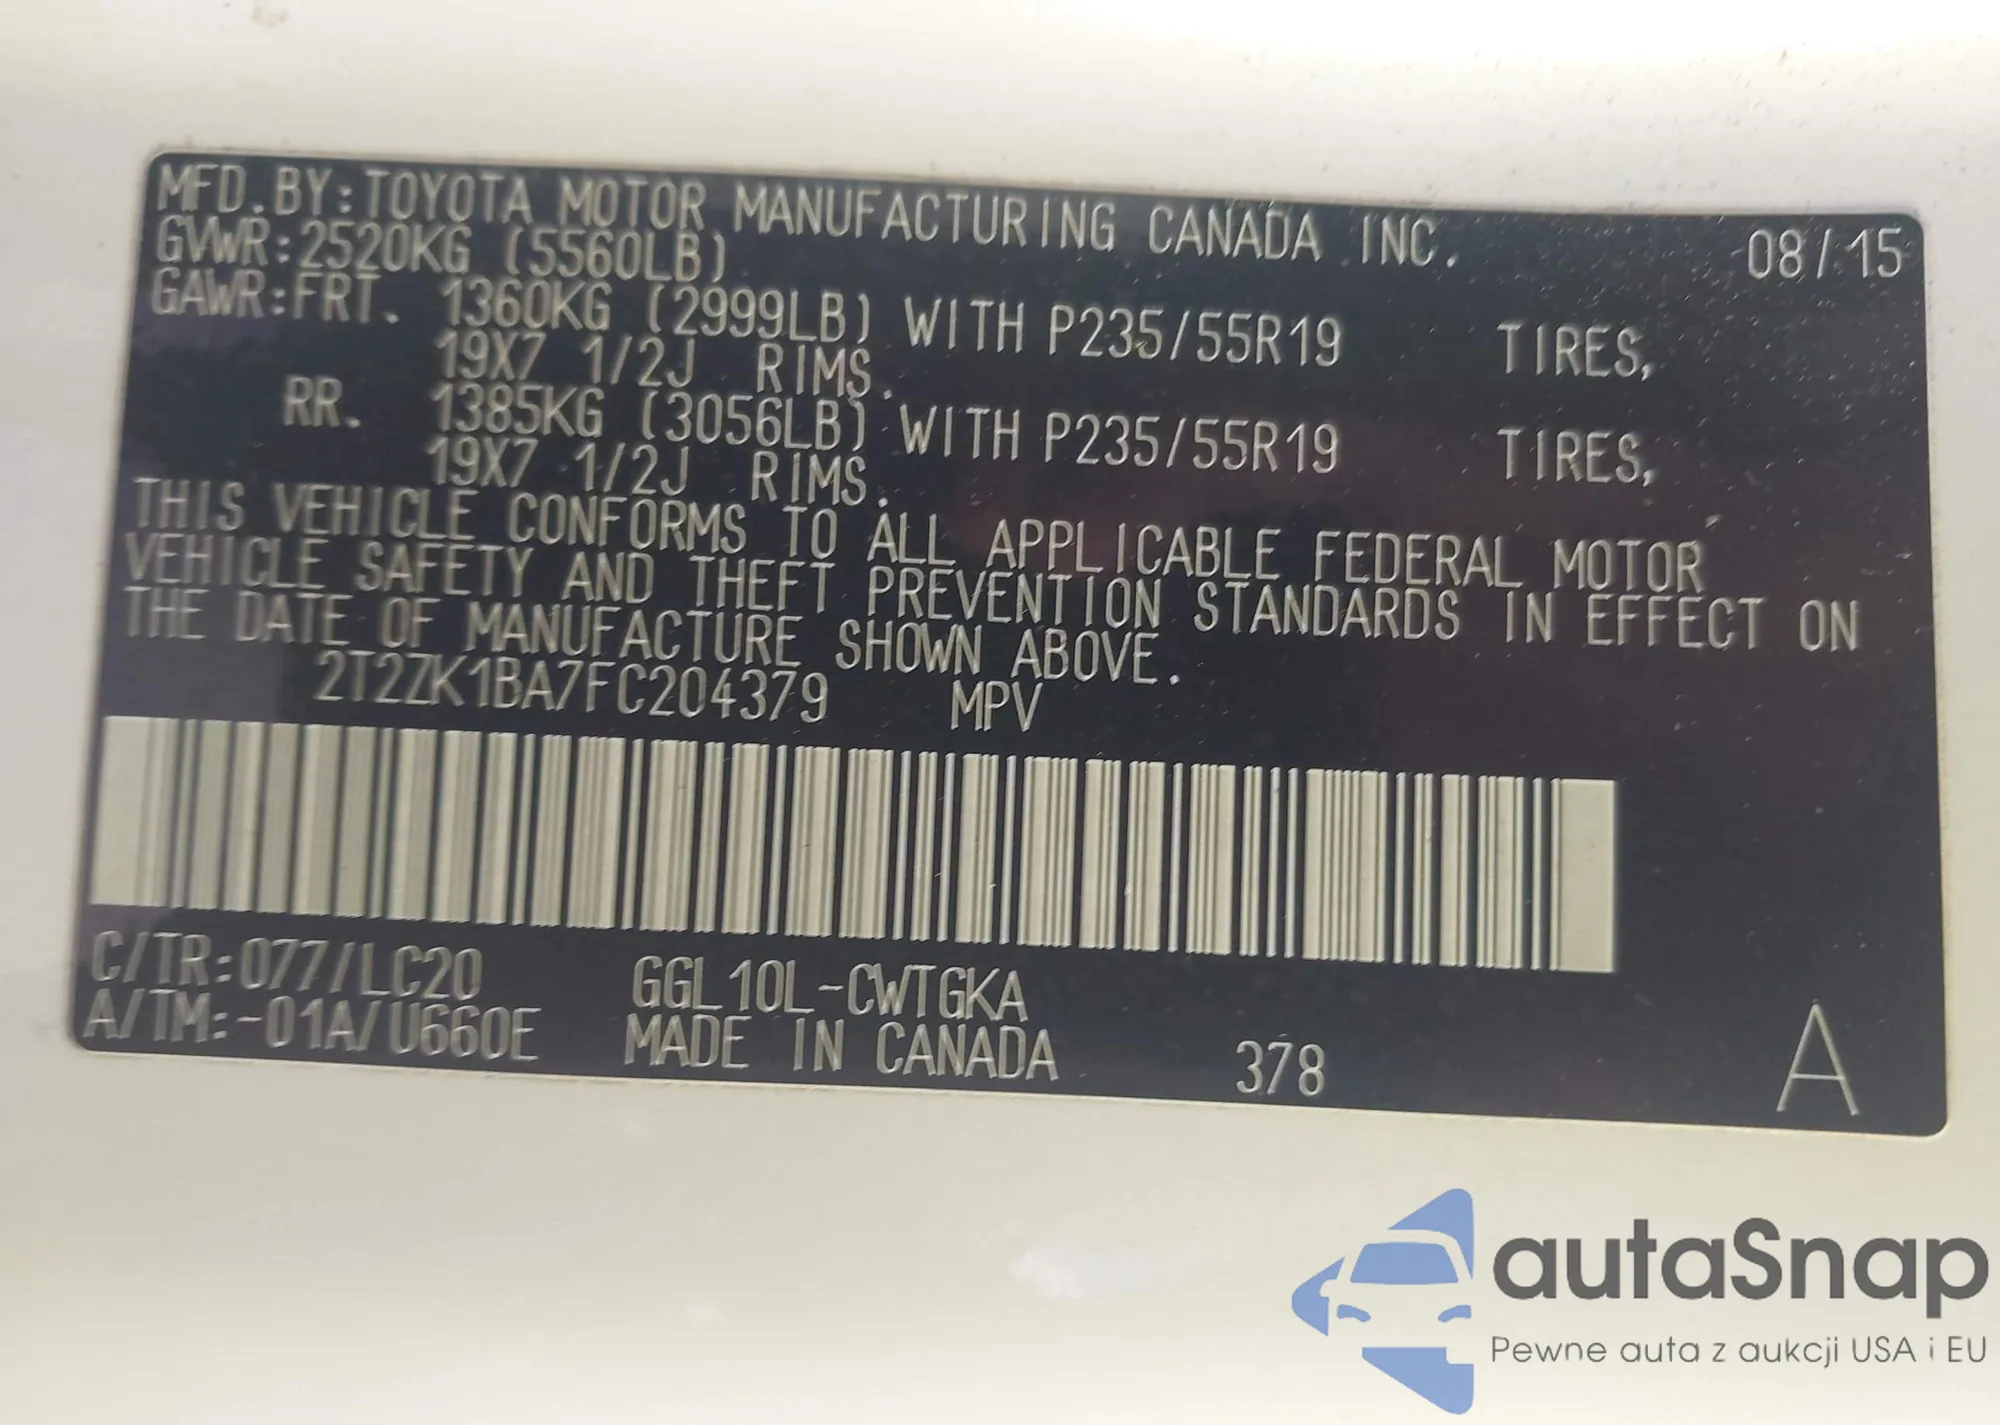 MFD.BY:TOYOTA MOTOR MANUFACTURING CANADA INC. 08/15
GVWR:2520KG (5560LB)
GAWR:FRT. 1360KG (2999LB) WITH P235/55R19 TIRES,
19X7 1/2J RIMS.
RR. 1385KG (3056LB) WITH P235/55R19 TIRES,
19X7 1/2J RIMS.
THIS VEHICLE CONFORMS TO ALL APPLICABLE FEDERAL MOTOR
VEHICLE SAFETY AND THEFT PREVENTION STANDARDS IN EFFECT ON
THE DATE OF MANUFACTURE SHOWN ABOVE.
2T2ZK1BA7FC204379 MPV
C/TR:077/LC20 GGL10L-CWTGKA
A/TM:-01A/U660E MADE IN CANADA 378 A
autaSnap
Pewne auta z aukcji USA i EU